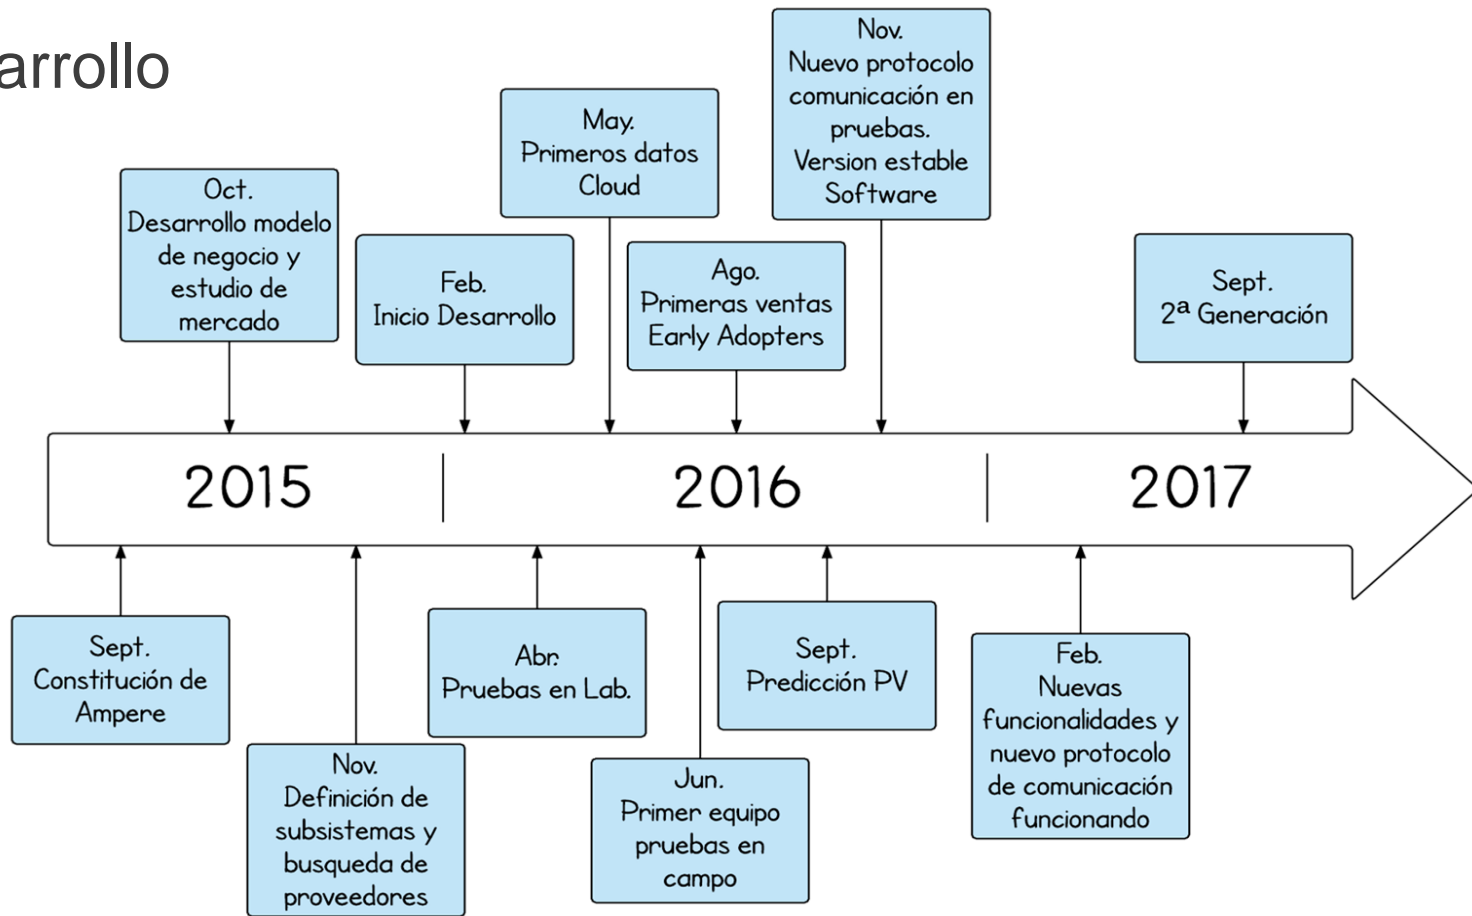 arrollo
Nov.
Nuevo protocolo
comunicación en
pruebas.
Version estable
Software
May.
Primeros datos
Cloud
Oct.
Desarrollo modelo
de negocio y
estudio de
mercado
Feb.
Inicio Desarrollo
Ago.
Primeras ventas
Early Adopters
Sept.
2ª Generación
2015
2016
2017
Sept.
Constitución de
Ampere
Nov.
Definición de
subsistemas y
busqueda de
proveedores
Abr.
Pruebas en Lab.
Jun.
Primer equipo
pruebas en
campo
Sept.
Predicción PV
Feb.
Nuevas
funcionalidades y
nuevo protocolo
de comunicación
funcionando